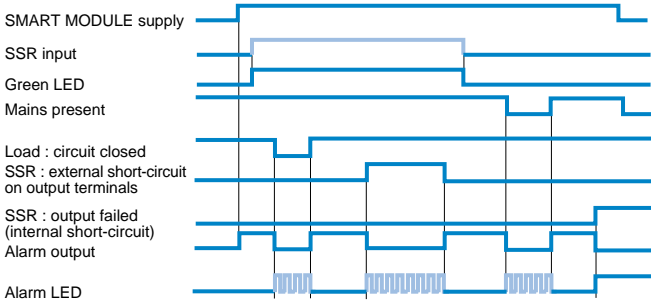 SMART MODULE supply
SSR input
Green LED
Mains present
Load : circuit closed
SSR : external short-circuit
on output terminals
SSR : output failed
(internal short-circuit)
Alarm output
Alarm LED